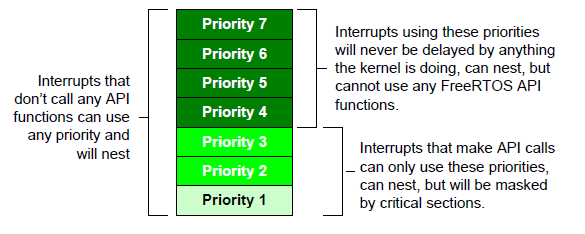 Interrupts that
don't call any API
functions can use
any priority and
will nest
Priority 7
Priority 6
Priority 5
Priority 4
Priority 3
Priority 2
Priority 1
Interrupts using these priorities
will never be delayed by anything
the kernel is doing, can nest, but
cannot use any FreeRTOS API
functions.
Interrupts that make API calls
can only use these priorities,
can nest, but will be masked
by critical sections.